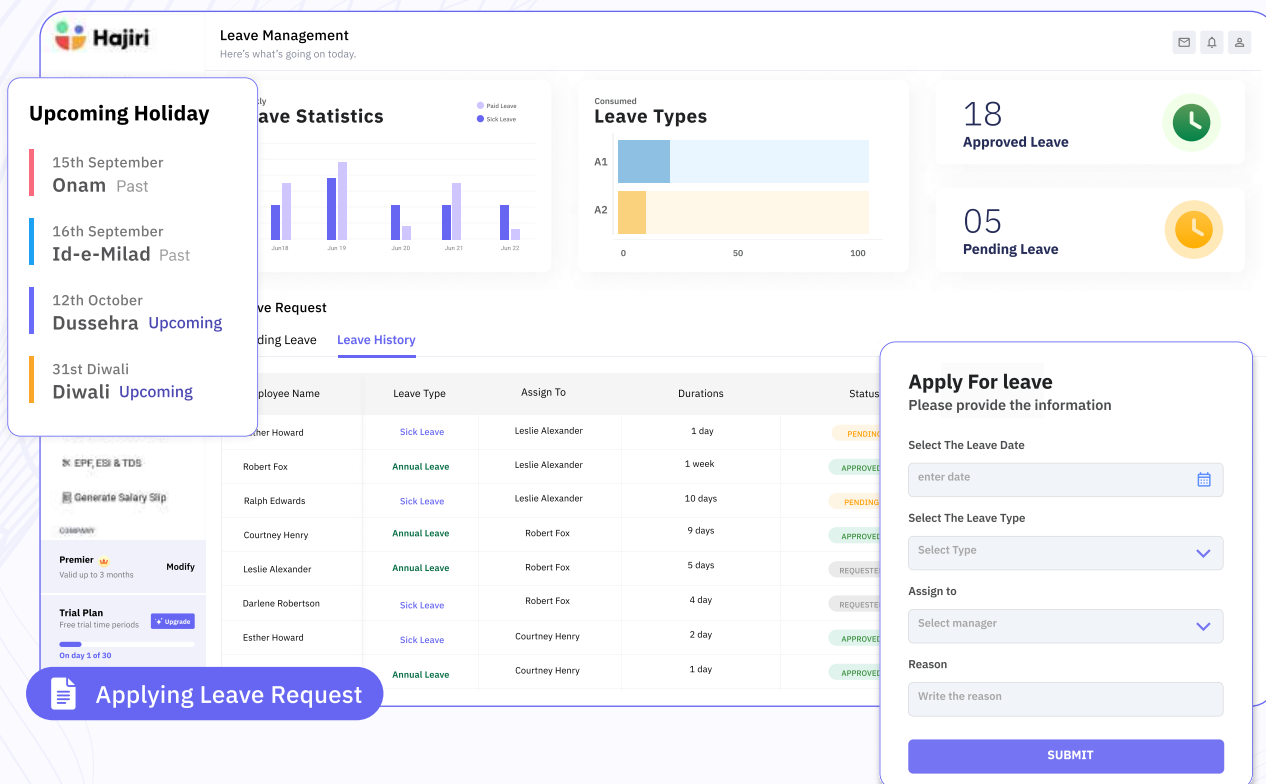 Hajiri
Leave Management
Here's what's going on today.
Upcoming Holiday
15th September
Onam Past
16th September
Id-e-Milad Past
12th October
Dussehra Upcoming
31st Diwali
Diwali Upcoming
ave Statistics
Paid Leave
Sick Leave
Jun18
Jun 19
Jun 20
Jun 21
Jun 22
Consumed
Leave Types
A1
A2
0
50
100
18
Approved Leave
05
Pending Leave
ve Request
ding Leave
Leave History
ployee Name
Leave Type
Assign To
Durations
Status
ther Howard
Sick Leave
Leslie Alexander
1 day
PENDING
Robert Fox
Annual Leave
Leslie Alexander
1 week
APPROVED
Ralph Edwards
Sick Leave
Leslie Alexander
10 days
PENDING
Courtney Henry
Annual Leave
Robert Fox
9 days
APPROVED
Leslie Alexander
Annual Leave
Robert Fox
5 days
REQUESTE
Darlene Robertson
Sick Leave
Robert Fox
4 day
REQUESTE
Esther Howard
Sick Leave
Courtney Henry
2 day
APPROVED
Annual Leave
Courtney Henry
1 day
APPROVED
EPF, ESI & TDS
Generate Salary Slip
COMPANY
Premier
Valid up to 3 months
Modify
Trial Plan
Free trial time periods
Upgrade
On day 1 of 30
Applying Leave Request
Apply For leave
Please provide the information
Select The Leave Date
enter date
Select The Leave Type
Select Type
Assign to
Select manager
Reason
Write the reason
SUBMIT